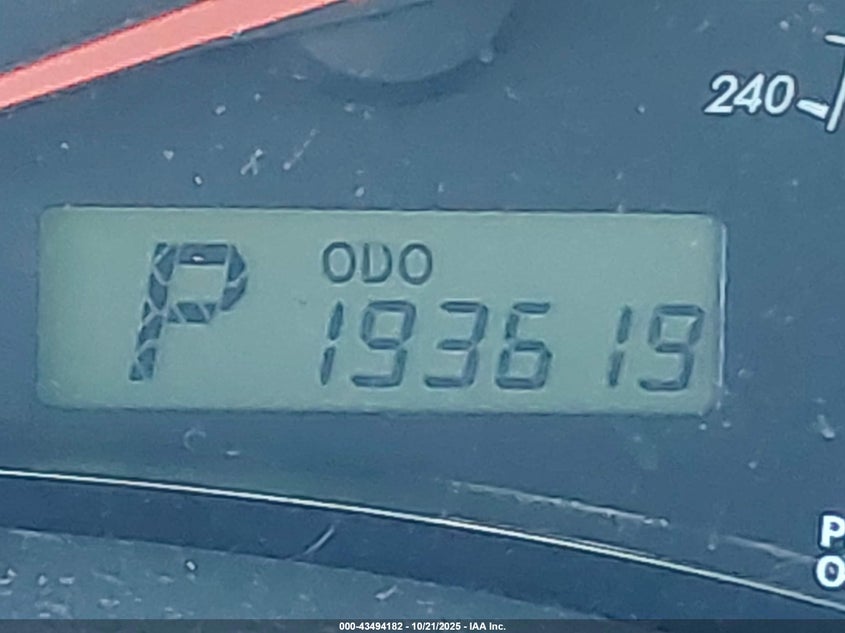 240
P
ODO
193619
P
O
000-43494182 - 10/21/2025 - IAA Inc.